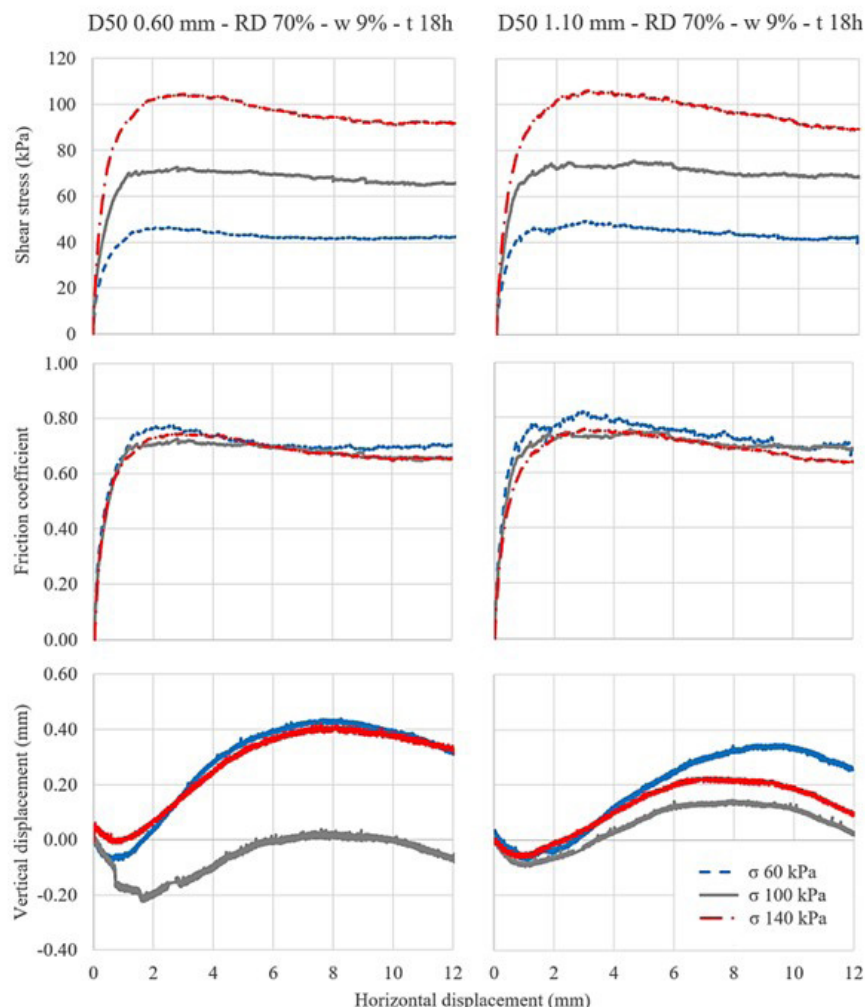 D50 0.60 mm - RD 70% - w 9% - t 18h
D50 1.10 mm - RD 70% - w 9% - t 18h
Shear stress (kPa)
120
100
80
60
40
20
0
Friction coefficient
1.00
0.80
0.60
0.40
0.20
0.00
Vertical displacement (mm)
0.60
0.40
0.20
0.00
-0.20
-0.40
σ 60 kPa
σ 100 kPa
σ 140 kPa
0 2 4 6 8 10 12
0 2 4 6 8 10 12
Horizontal displacement (mm)